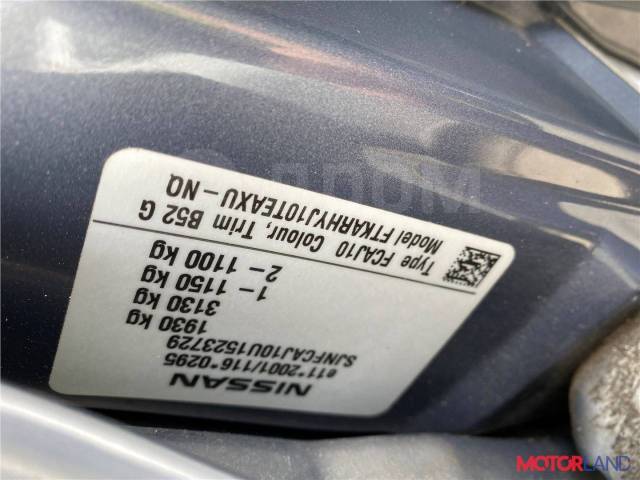 NISSAN
e11*2001/116*0295
SJNFCAJ10U1523729
1930 kg
3130 kg
1 – 1150 kg
2 – 1100 kg
Type FCAJ10 Colour, Trim B52 G
Model FTKARHYJ10TEAXU – NQ
MOTORLAND